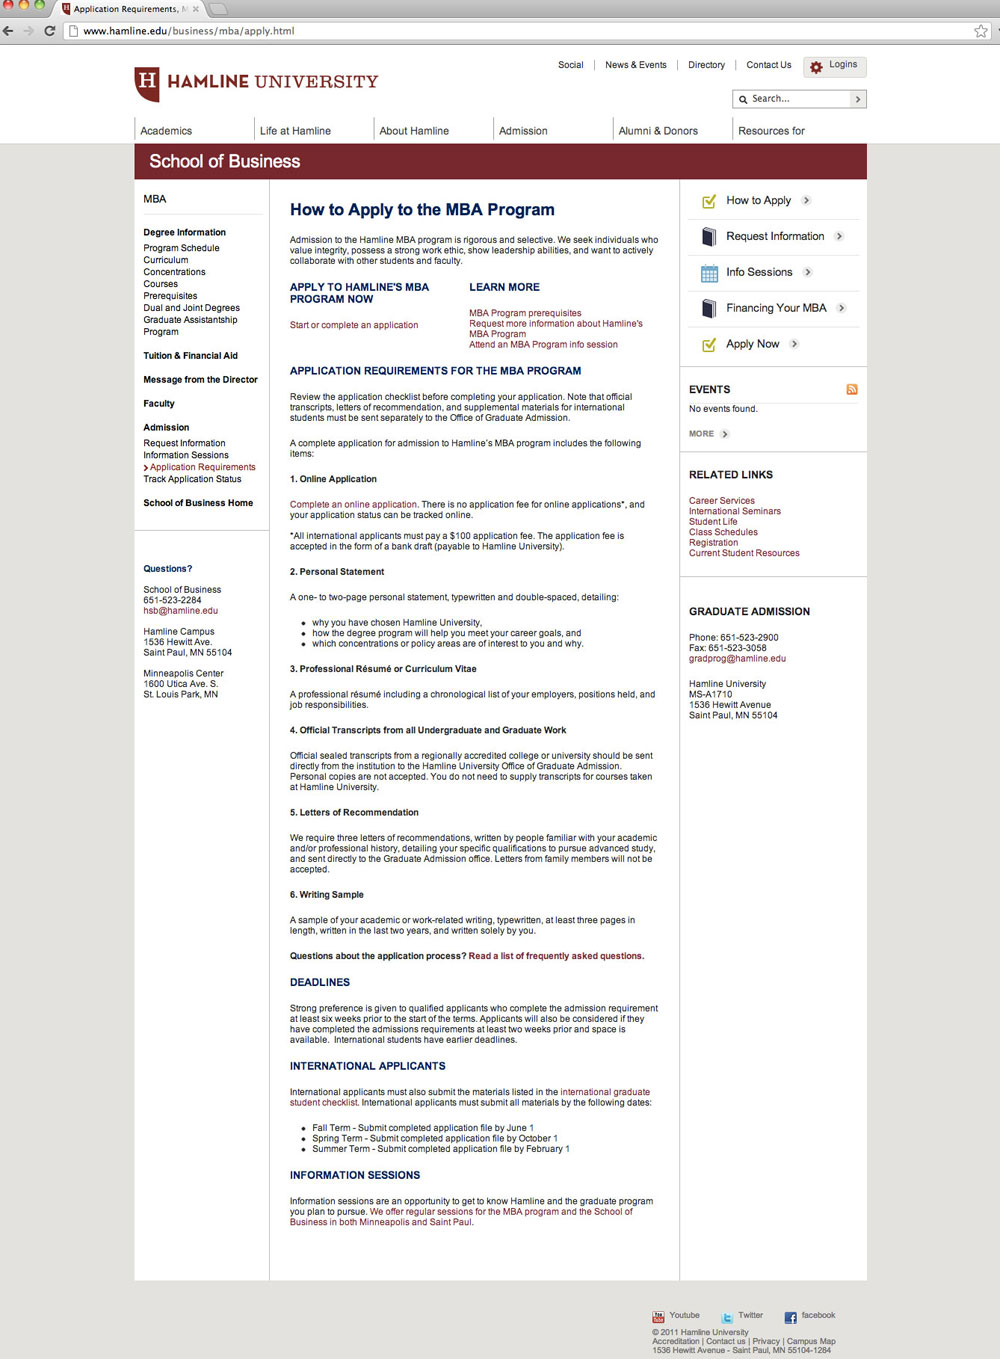 Application Requirements, M
www.hamline.edu/business/mba/apply.html
H HAMLINE UNIVERSITY
Social | News & Events | Directory | Contact Us
Logins
Search...
Academics
Life at Hamline
About Hamline
Admission
Alumni & Donors
Resources for
School of Business
MBA
Degree Information
Program Schedule
Curriculum
Concentrations
Courses
Prerequisites
Dual and Joint Degrees
Graduate Assistantship
Program
Tuition & Financial Aid
Message from the Director
Faculty
Admission
Request Information
Information Sessions
Application Requirements
Track Application Status
School of Business Home
Questions?
School of Business
651-523-2284
hsb@hamline.edu
Hamline Campus
1536 Hewitt Ave.
Saint Paul, MN 55104
Minneapolis Center
1600 Utica Ave. S.
St. Louis Park, MN
How to Apply to the MBA Program
Admission to the Hamline MBA program is rigorous and selective. We seek individuals who
value integrity, possess a strong work ethic, show leadership abilities, and want to actively
collaborate with other students and faculty.
APPLY TO HAMLINE'S MBA
PROGRAM NOW
Start or complete an application
LEARN MORE
MBA Program prerequisites
Request more information about Hamline's
MBA Program
Attend an MBA Program info session
APPLICATION REQUIREMENTS FOR THE MBA PROGRAM
Review the application checklist before completing your application. Note that official
transcripts, letters of recommendation, and supplemental materials for international
students must be sent separately to the Office of Graduate Admission.
A complete application for admission to Hamline's MBA program includes the following
items:
1. Online Application
Complete an online application. There is no application fee for online applications*, and
your application status can be tracked online.
*All international applicants must pay a $100 application fee. The application fee is
accepted in the form of a bank draft (payable to Hamline University).
2. Personal Statement
A one- to two-page personal statement, typewritten and double-spaced, detailing:
• why you have chosen Hamline University,
• how the degree program will help you meet your career goals, and
• which concentrations or policy areas are of interest to you and why.
3. Professional Résumé or Curriculum Vitae
A professional résumé including a chronological list of your employers, positions held, and
job responsibilities.
4. Official Transcripts from all Undergraduate and Graduate Work
Official sealed transcripts from a regionally accredited college or university should be sent
directly from the institution to the Hamline University Office of Graduate Admission.
Personal copies are not accepted. You do not need to supply transcripts for courses taken
at Hamline University.
5. Letters of Recommendation
We require three letters of recommendations, written by people familiar with your academic
and/or professional history, detailing your specific qualifications to pursue advanced study,
and sent directly to the Graduate Admission office. Letters from family members will not be
accepted.
6. Writing Sample
A sample of your academic or work-related writing, typewritten, at least three pages in
length, written in the last two years, and written solely by you.
Questions about the application process? Read a list of frequently asked questions.
DEADLINES
Strong preference is given to qualified applicants who complete the admission requirement
at least six weeks prior to the start of the terms. Applicants will also be considered if they
have completed the admissions requirements at least two weeks prior and space is
available. International students have earlier deadlines.
INTERNATIONAL APPLICANTS
International applicants must also submit the materials listed in the international graduate
student checklist. International applicants must submit all materials by the following dates:
• Fall Term - Submit completed application file by June 1
• Spring Term - Submit completed application file by October 1
• Summer Term - Submit completed application file by February 1
INFORMATION SESSIONS
Information sessions are an opportunity to get to know Hamline and the graduate program
you plan to pursue. We offer regular sessions for the MBA program and the School of
Business in both Minneapolis and Saint Paul.
How to Apply
Request Information
Info Sessions
Financing Your MBA
Apply Now
EVENTS
No events found.
MORE
RELATED LINKS
Career Services
International Seminars
Student Life
Class Schedules
Registration
Current Student Resources
GRADUATE ADMISSION
Phone: 651-523-2900
Fax: 651-523-3058
gradprog@hamline.edu
Hamline University
MS-A1710
1536 Hewitt Avenue
Saint Paul, MN 55104
Youtube
Twitter
facebook
© 2011 Hamline University
Accreditation | Contact us | Privacy | Campus Map
1536 Hewitt Avenue - Saint Paul, MN 55104-1284